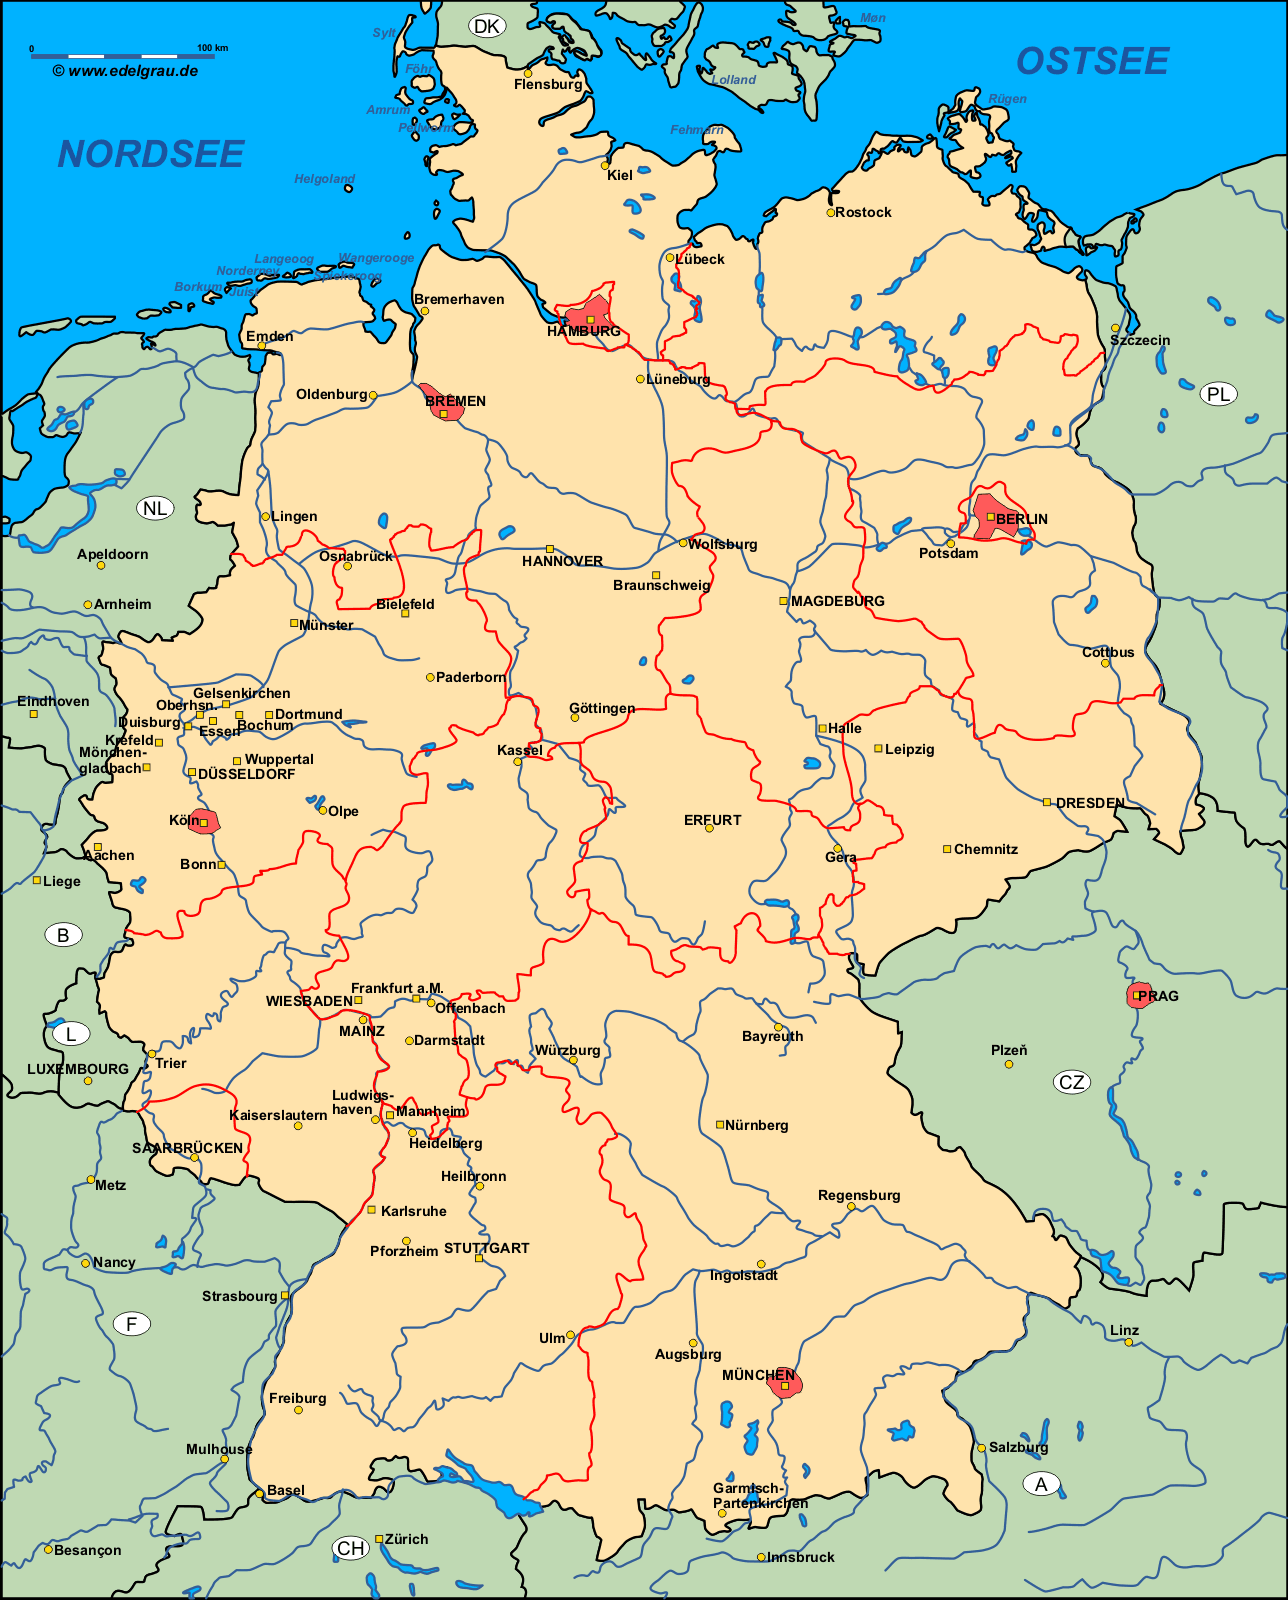 DK
Møn
Sylt
0 100 km
© www.edelgrau.de
OSTSEE
Föhr
Lolland
Flensburg
Rügen
Amrum
Pellworm
Fehmarn
NORDSEE
Kiel
Helgoland
Rostock
Langeoog
Wangerooge
Lübeck
Norderney
Spiekeroog
Borkum
Juist
Bremerhaven
HAMBURG
Emden
Szczecin
Lüneburg
Oldenburg
PL
BREMEN
NL
Lingen
BERLIN
Apeldoorn
Osnabrück
HANNOVER
Wolfsburg
Potsdam
Braunschweig
Arnheim
Bielefeld
MAGDEBURG
Münster
Cottbus
Paderborn
Eindhoven
Gelsenkirchen
Oberhsn.
Göttingen
Duisburg
Essen
Bochum
Dortmund
Halle
Krefeld
Kassel
Leipzig
Mönchen-
gladbach
Wuppertal
DÜSSELDORF
DRESDEN
Olpe
Köln
ERFURT
Aachen
Gera
Chemnitz
Bonn
Liege
B
WIESBADEN
Frankfurt a.M.
PRAG
Offenbach
L
MAINZ
Bayreuth
Darmstadt
Würzburg
Plzeň
LUXEMBOURG
Trier
CZ
Ludwigs-
haven
Mannheim
Kaiserslautern
Nürnberg
SAARBRÜCKEN
Heidelberg
Metz
Heilbronn
Regensburg
Karlsruhe
Pforzheim
STUTTGART
Nancy
Ingolstadt
Strasbourg
F
Ulm
Linz
Augsburg
MÜNCHEN
Freiburg
Mulhouse
Salzburg
Basel
Garmisch-
Partenkirchen
A
Besançon
CH
Zürich
Innsbruck